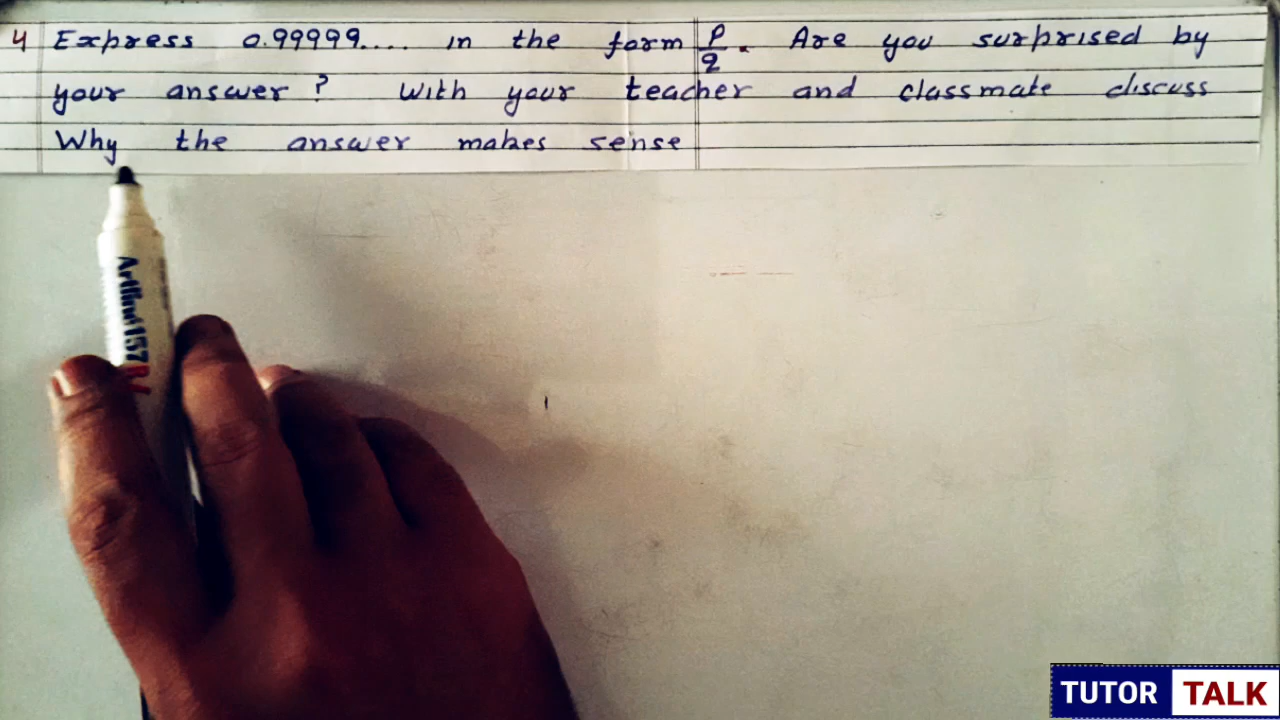 4 Express 0.99999.... in the form p/q. Are you surprised by
your answer? With your teacher and classmate discuss
Why the answer makes sense
Artline 157
TUTOR TALK